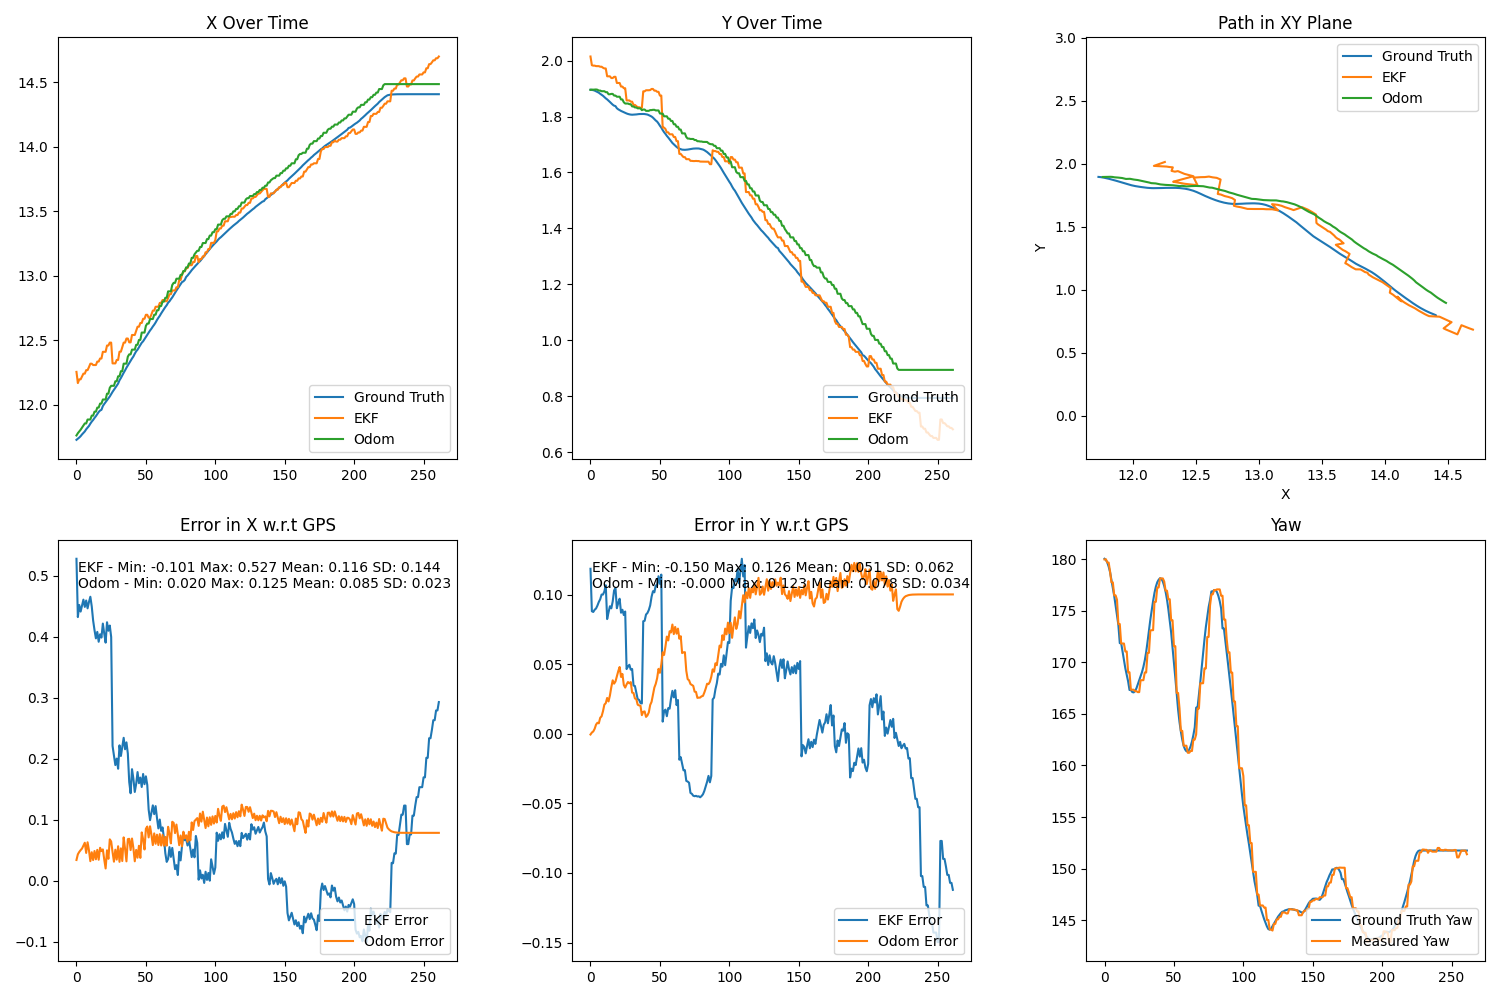 X Over Time
14.5
14.0
13.5
13.0
12.5
12.0
0 50 100 150 200 250
Ground Truth
EKF
Odom
Y Over Time
2.0
1.8
1.6
1.4
1.2
1.0
0.8
0.6
0 50 100 150 200 250
Ground Truth
EKF
Odom
Path in XY Plane
3.0
2.5
2.0
1.5
1.0
0.5
0.0
Y
12.0 12.5 13.0 13.5 14.0 14.5
X
Ground Truth
EKF
Odom
Error in X w.r.t GPS
EKF - Min: -0.101 Max: 0.527 Mean: 0.116 SD: 0.144
Odom - Min: 0.020 Max: 0.125 Mean: 0.085 SD: 0.023
0.5
0.4
0.3
0.2
0.1
0.0
−0.1
0 50 100 150 200 250
EKF Error
Odom Error
Error in Y w.r.t GPS
EKF - Min: -0.150 Max: 0.126 Mean: 0.051 SD: 0.062
Odom - Min: -0.000 Max: 0.123 Mean: 0.078 SD: 0.034
0.10
0.05
0.00
−0.05
−0.10
−0.15
0 50 100 150 200 250
EKF Error
Odom Error
Yaw
180
175
170
165
160
155
150
145
0 50 100 150 200 250
Ground Truth Yaw
Measured Yaw